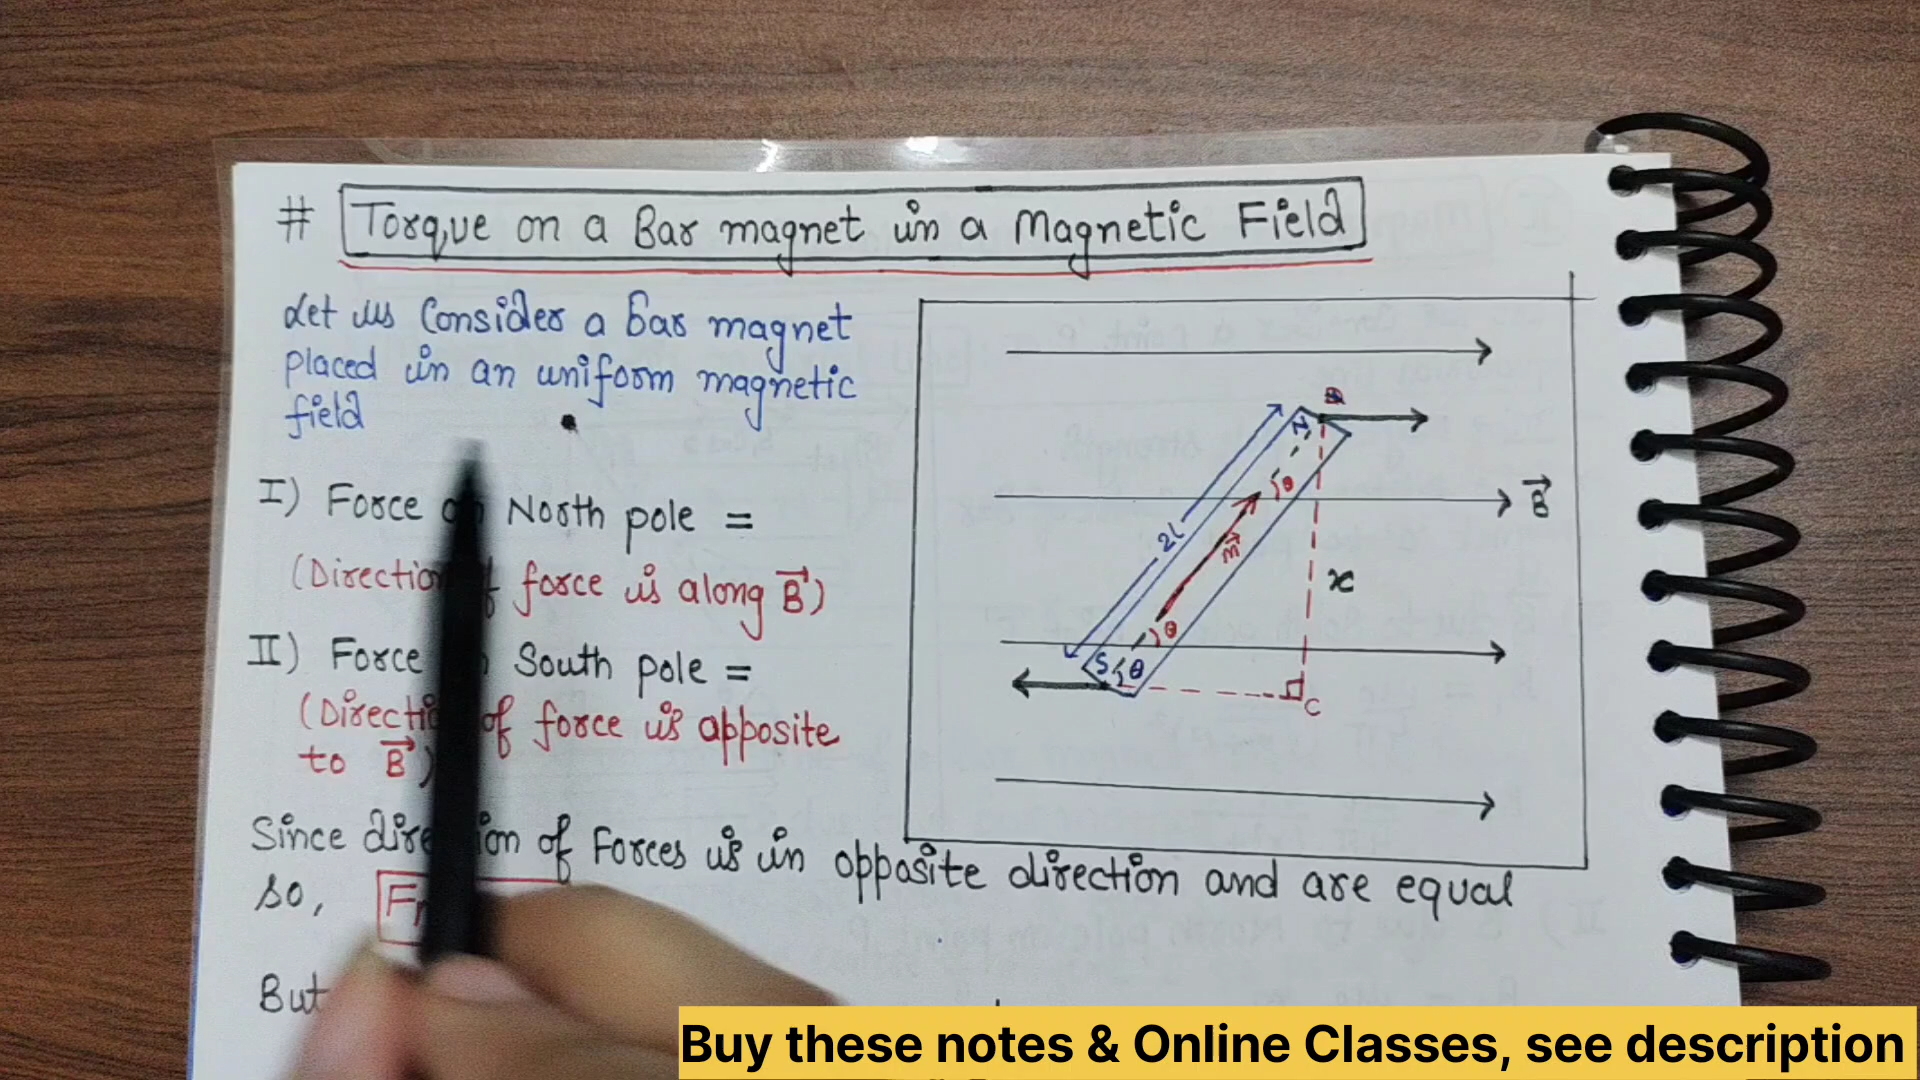 # Torque on a Bar magnet in a Magnetic Field
Let us Consider a bar magnet
placed in an uniform magnetic
field
I) Force North pole =
(Direction of force is along B⃗)
II) Force South pole =
(Direction of force is opposite
to B⃗)
Since direction of Forces is in opposite direction and are equal
so,
But
N
θ
B⃗
2l
m⃗
x
θ
S
θ
C
Buy these notes & Online Classes, see description